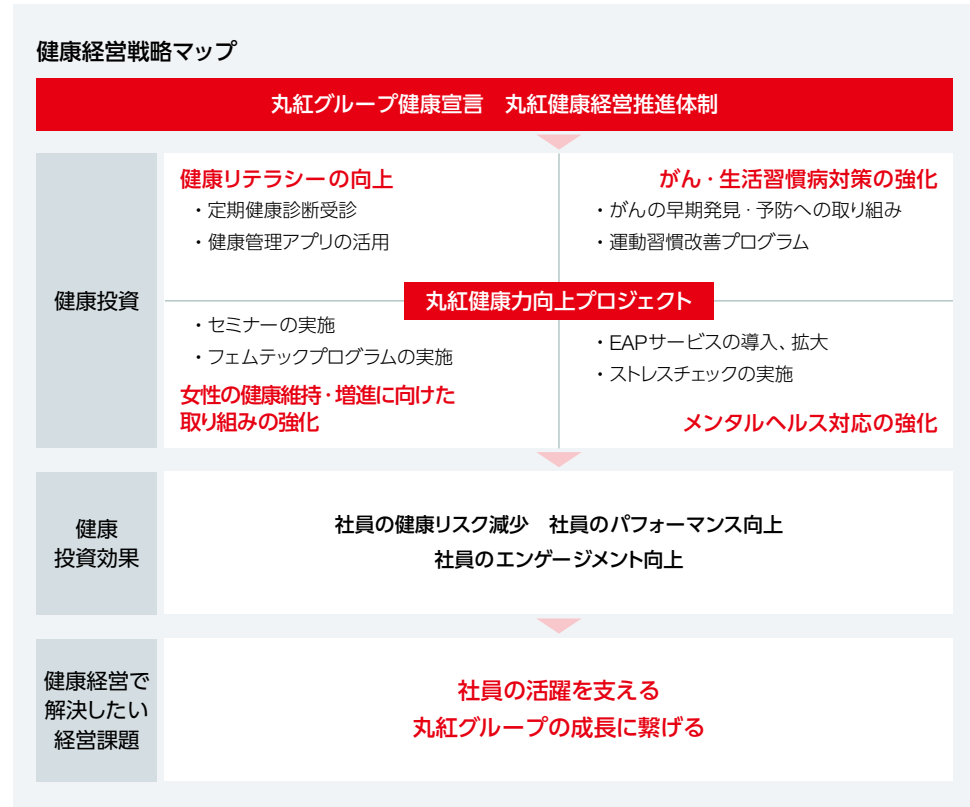 健康経営戦略マップ
丸紅グループ健康宣言　丸紅健康経営推進体制
健康投資
健康リテラシーの向上
・定期健康診断受診
・健康管理アプリの活用
がん・生活習慣病対策の強化
・がんの早期発見・予防への取り組み
・運動習慣改善プログラム
丸紅健康力向上プロジェクト
・セミナーの実施
・フェムテックプログラムの実施
女性の健康維持・増進に向けた
取り組みの強化
・EAPサービスの導入、拡大
・ストレスチェックの実施
メンタルヘルス対応の強化
健康
投資効果
社員の健康リスク減少　社員のパフォーマンス向上
社員のエンゲージメント向上
健康経営で
解決したい
経営課題
社員の活躍を支える
丸紅グループの成長に繋げる